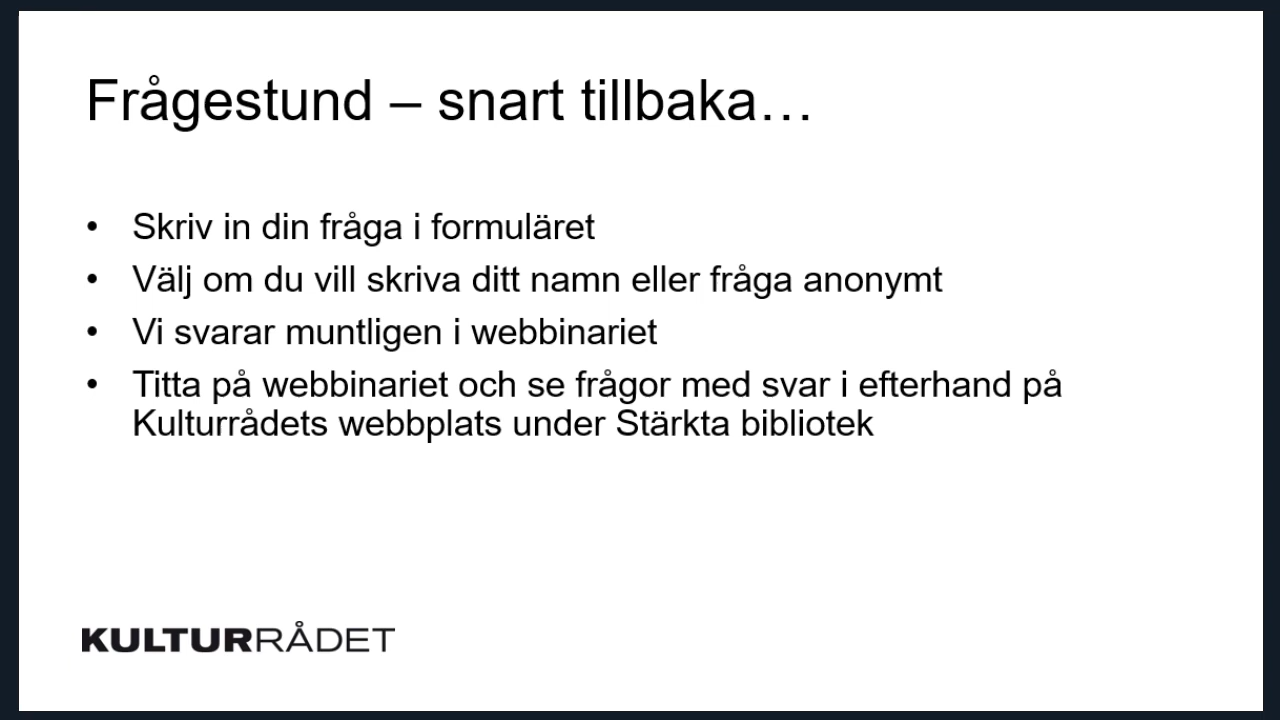 Frågestund – snart tillbaka…
• Skriv in din fråga i formuläret
• Välj om du vill skriva ditt namn eller fråga anonymt
• Vi svarar muntligen i webbinariet
• Titta på webbinariet och se frågor med svar i efterhand på
Kulturrådets webbplats under Stärkta bibliotek
KULTURRÅDET